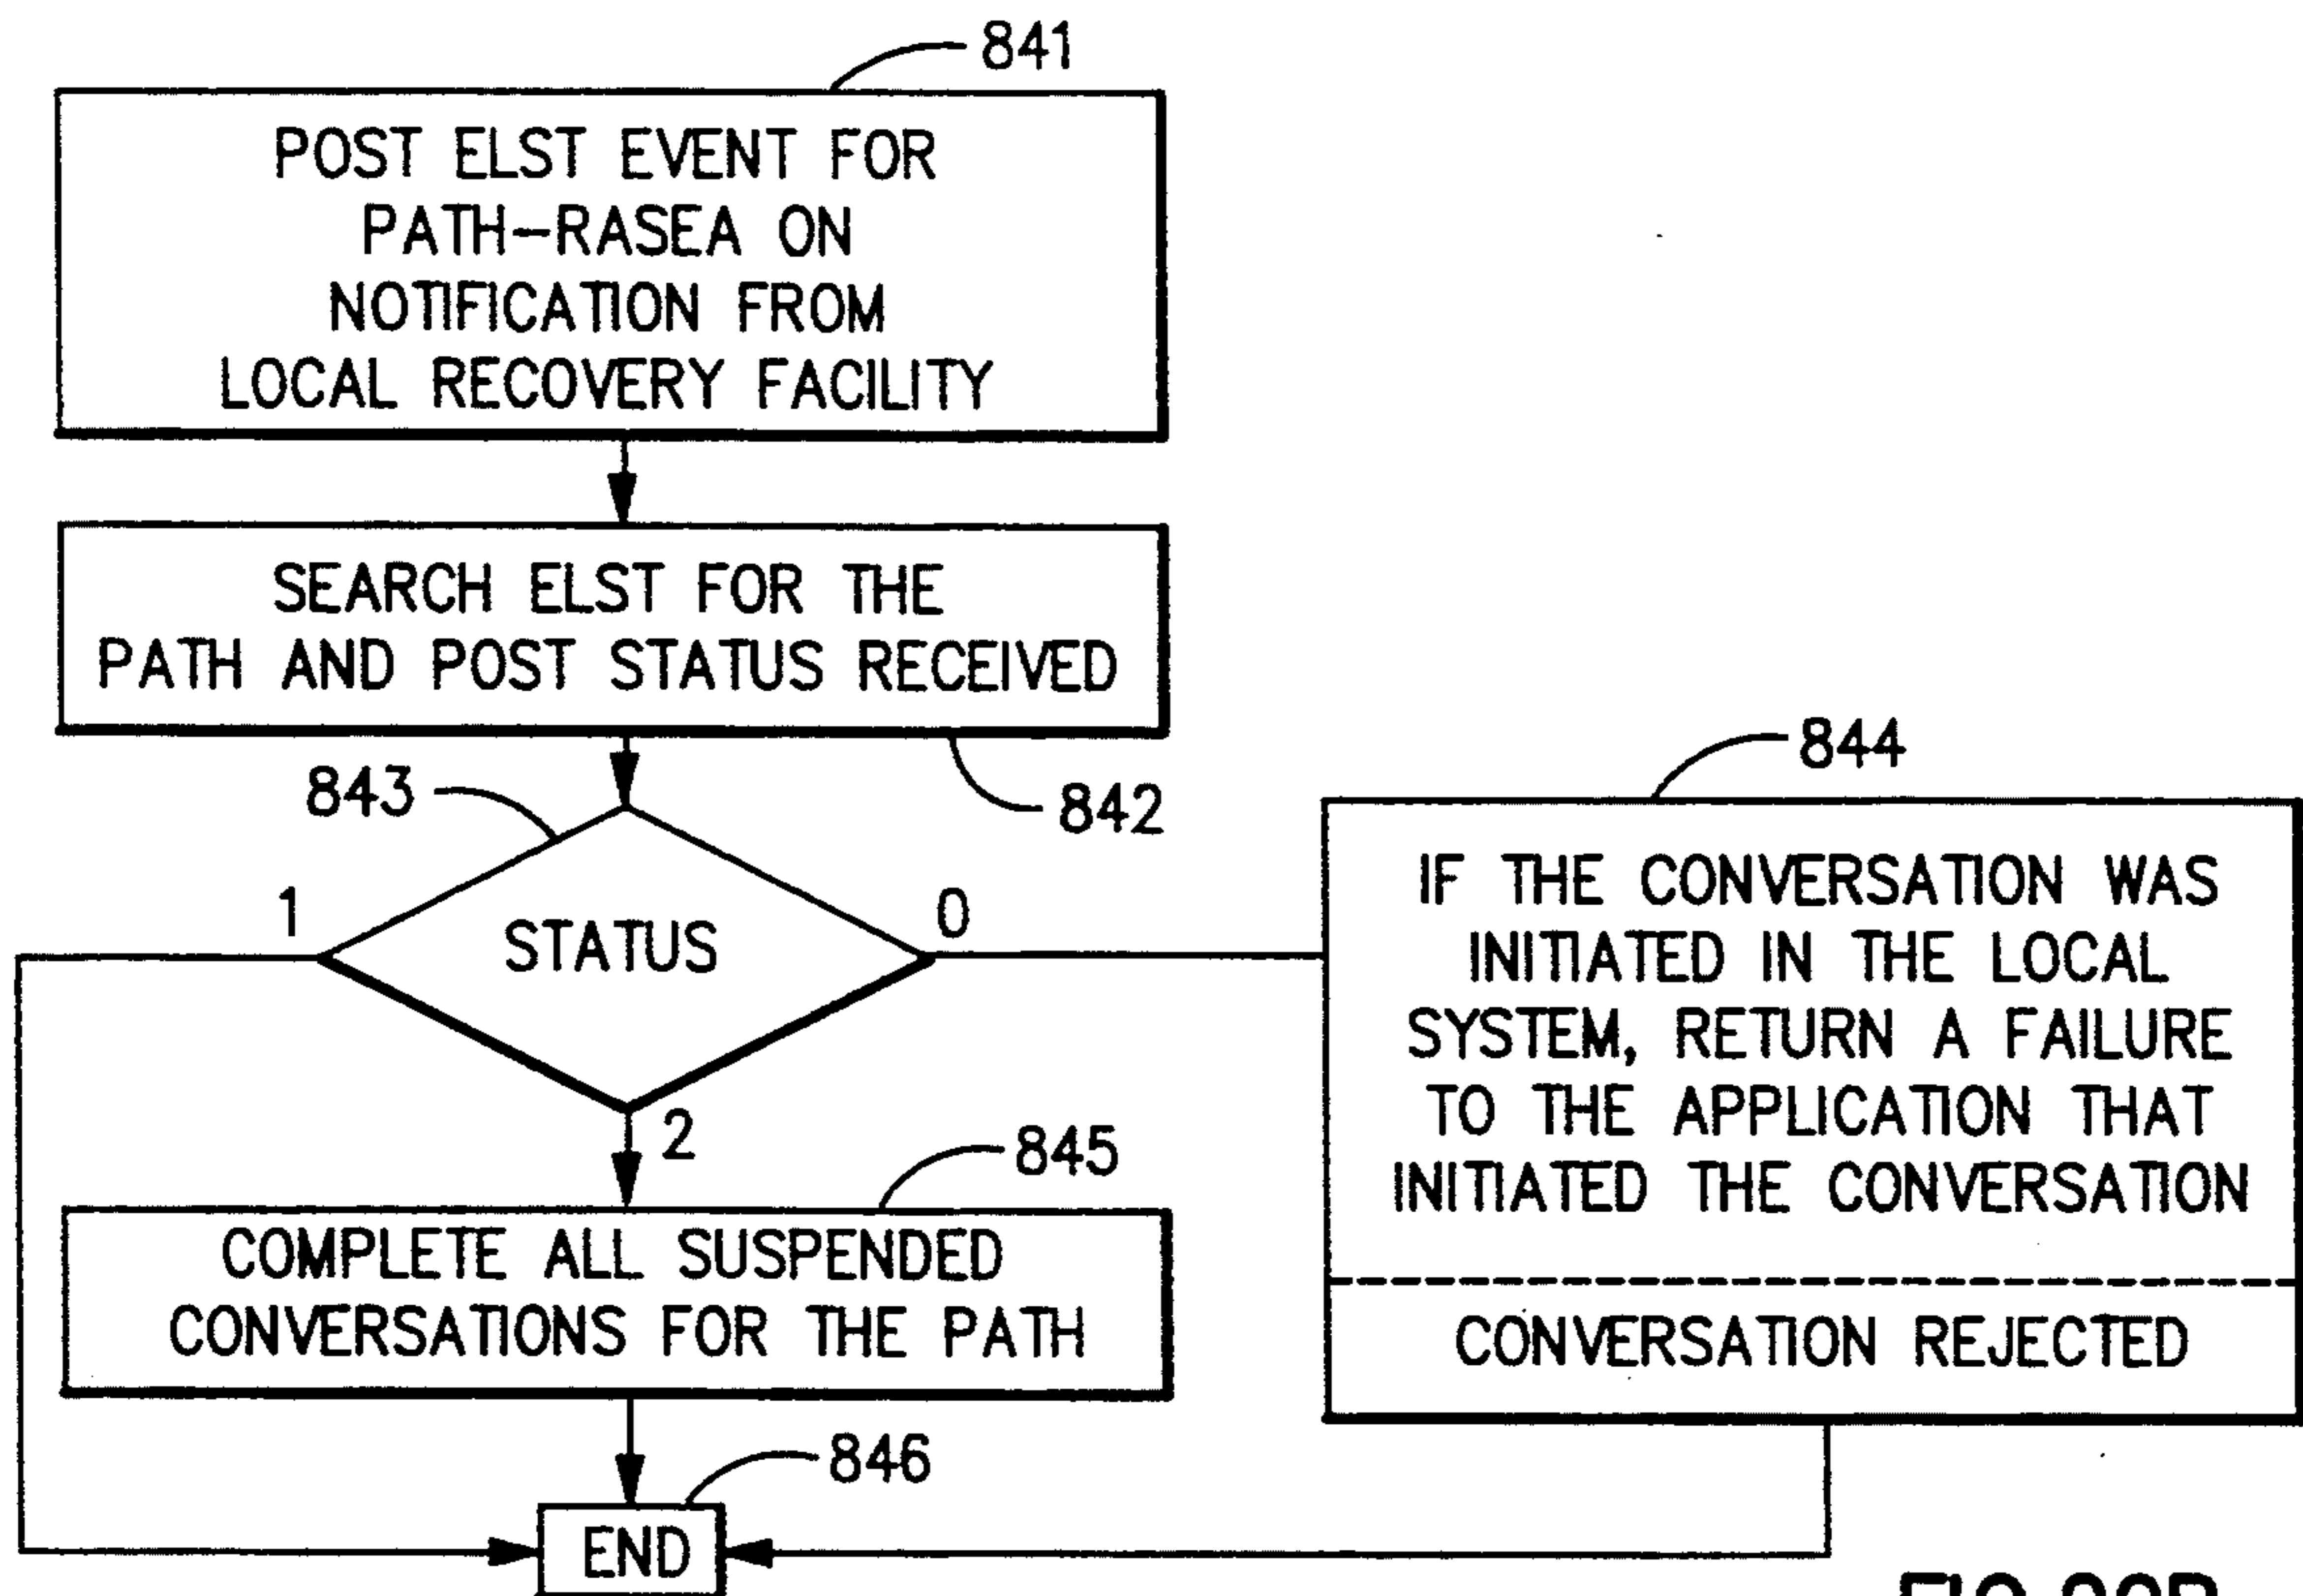 841
POST ELST EVENT FOR
PATH-RASEA ON
NOTIFICATION FROM
LOCAL RECOVERY FACILITY
SEARCH ELST FOR THE
PATH AND POST STATUS RECEIVED
842
843
1
STATUS
0
2
844
IF THE CONVERSATION WAS
INITIATED IN THE LOCAL
SYSTEM, RETURN A FAILURE
TO THE APPLICATION THAT
INITIATED THE CONVERSATION
CONVERSATION REJECTED
845
COMPLETE ALL SUSPENDED
CONVERSATIONS FOR THE PATH
846
END